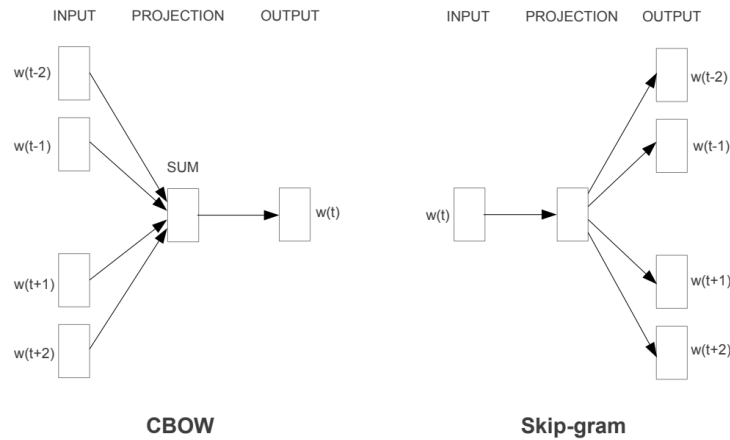 INPUT PROJECTION OUTPUT
w(t-2)
w(t-1)
SUM
w(t)
w(t+1)
w(t+2)
CBOW
INPUT PROJECTION OUTPUT
w(t-2)
w(t-1)
w(t)
w(t+1)
w(t+2)
Skip-gram